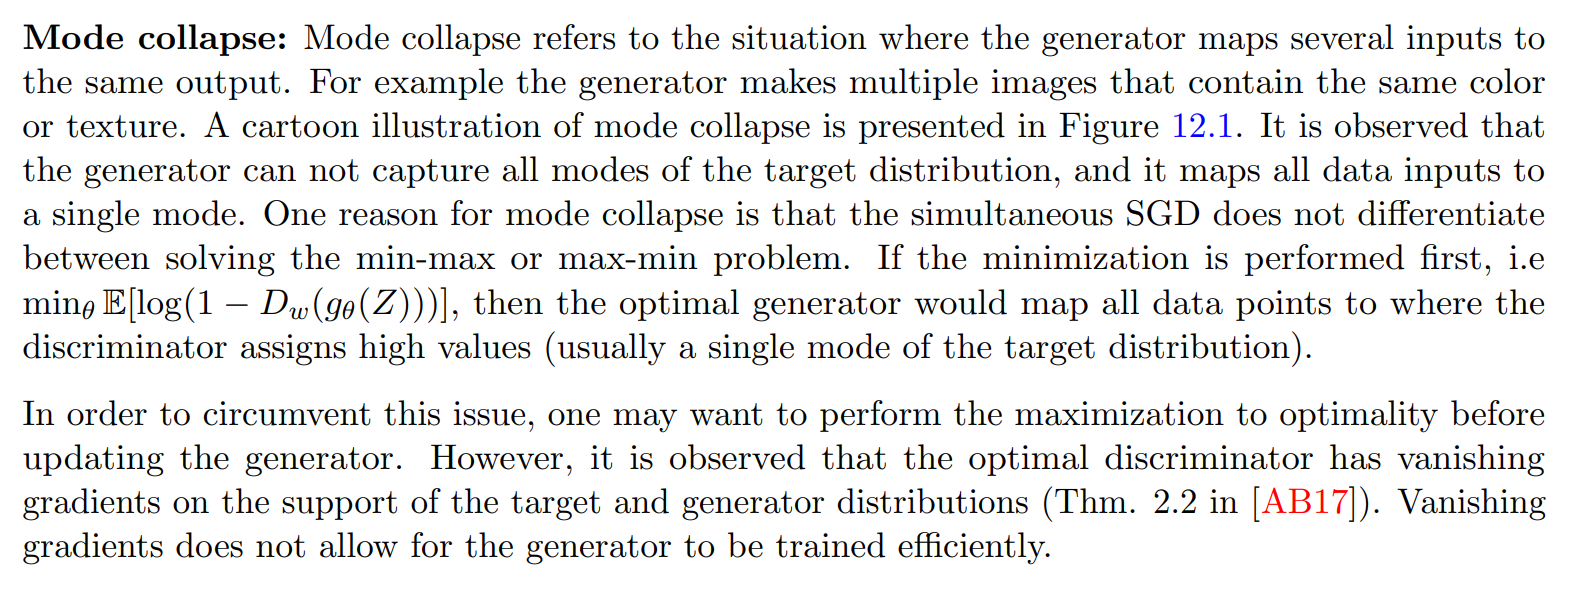 Mode collapse: Mode collapse refers to the situation where the generator maps several inputs to
the same output. For example the generator makes multiple images that contain the same color
or texture. A cartoon illustration of mode collapse is presented in Figure 12.1. It is observed that
the generator can not capture all modes of the target distribution, and it maps all data inputs to
a single mode. One reason for mode collapse is that the simultaneous SGD does not differentiate
between solving the min-max or max-min problem. If the minimization is performed first, i.e
min_θ 𝔼[log(1 − D_w(g_θ(Z)))], then the optimal generator would map all data points to where the
discriminator assigns high values (usually a single mode of the target distribution).
In order to circumvent this issue, one may want to perform the maximization to optimality before
updating the generator. However, it is observed that the optimal discriminator has vanishing
gradients on the support of the target and generator distributions (Thm. 2.2 in [AB17]). Vanishing
gradients does not allow for the generator to be trained efficiently.